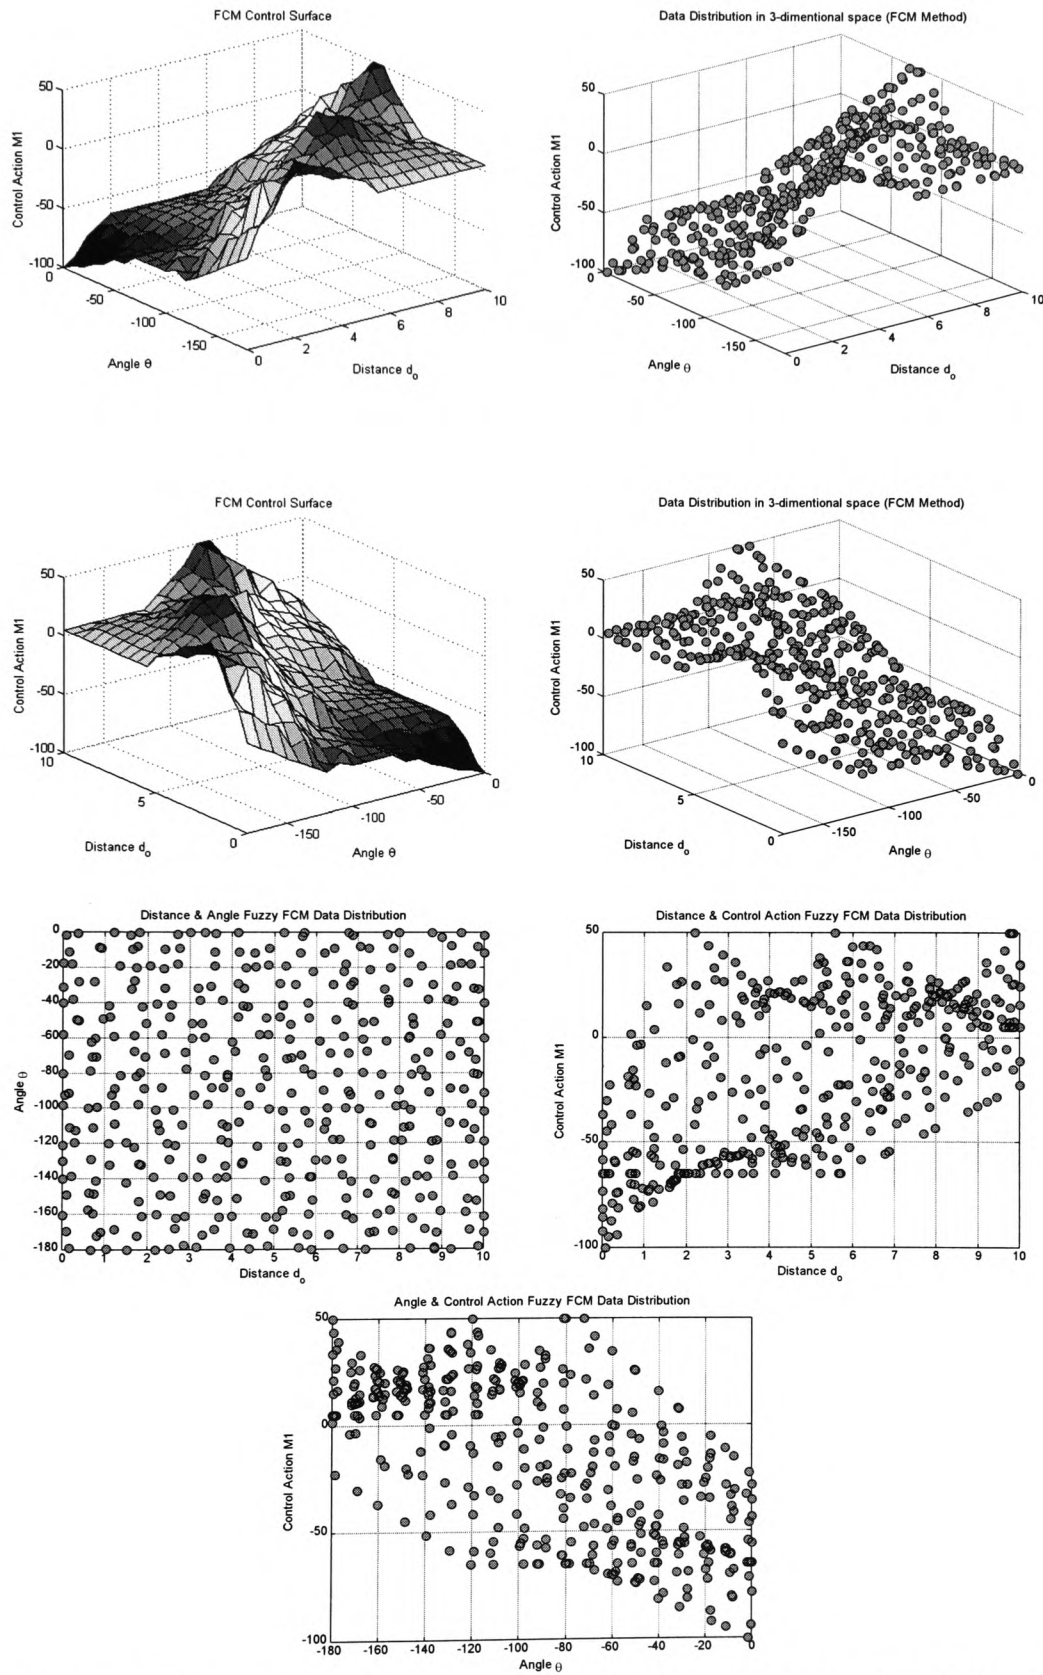 FCM Control Surface
50
0
-50
-100
Control Action M1
0
-50
-100
-150
Angle θ
0
2
4
6
8
10
Distance do
Data Distribution in 3-dimentional space (FCM Method)
50
0
-50
-100
Control Action M1
0
-50
-100
-150
Angle θ
0
2
4
6
8
10
Distance do
FCM Control Surface
50
0
-50
-100
Control Action M1
10
5
0
Distance do
-150
-100
-50
0
Angle θ
Data Distribution in 3-dimentional space (FCM Method)
50
0
-50
-100
Control Action M1
10
5
0
Distance do
-150
-100
-50
0
Angle θ
Distance & Angle Fuzzy FCM Data Distribution
0
-20
-40
-60
-80
-100
-120
-140
-160
-180
Angle θ
0 1 2 3 4 5 6 7 8 9 10
Distance do
Distance & Control Action Fuzzy FCM Data Distribution
50
0
-50
-100
Control Action M1
0 1 2 3 4 5 6 7 8 9 10
Distance do
Angle & Control Action Fuzzy FCM Data Distribution
50
0
-50
-100
Control Action M1
-180 -160 -140 -120 -100 -80 -60 -40 -20 0
Angle θ